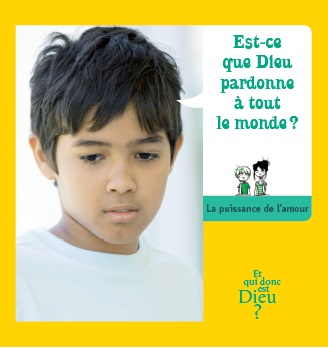 Est-ce
que Dieu
pardonne
à tout
le monde ?
La puissance de l'amour
Et
qui donc
est
Dieu
?